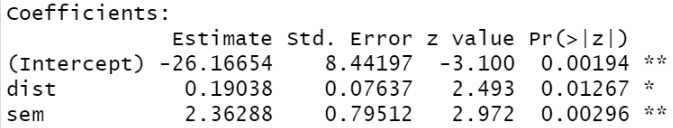 Coefficients:
Estimate Std. Error z value Pr(>|z|)
(Intercept) -26.16654 8.44197 -3.100 0.00194 **
dist 0.19038 0.07637 2.493 0.01267 *
sem 2.36288 0.79512 2.972 0.00296 **